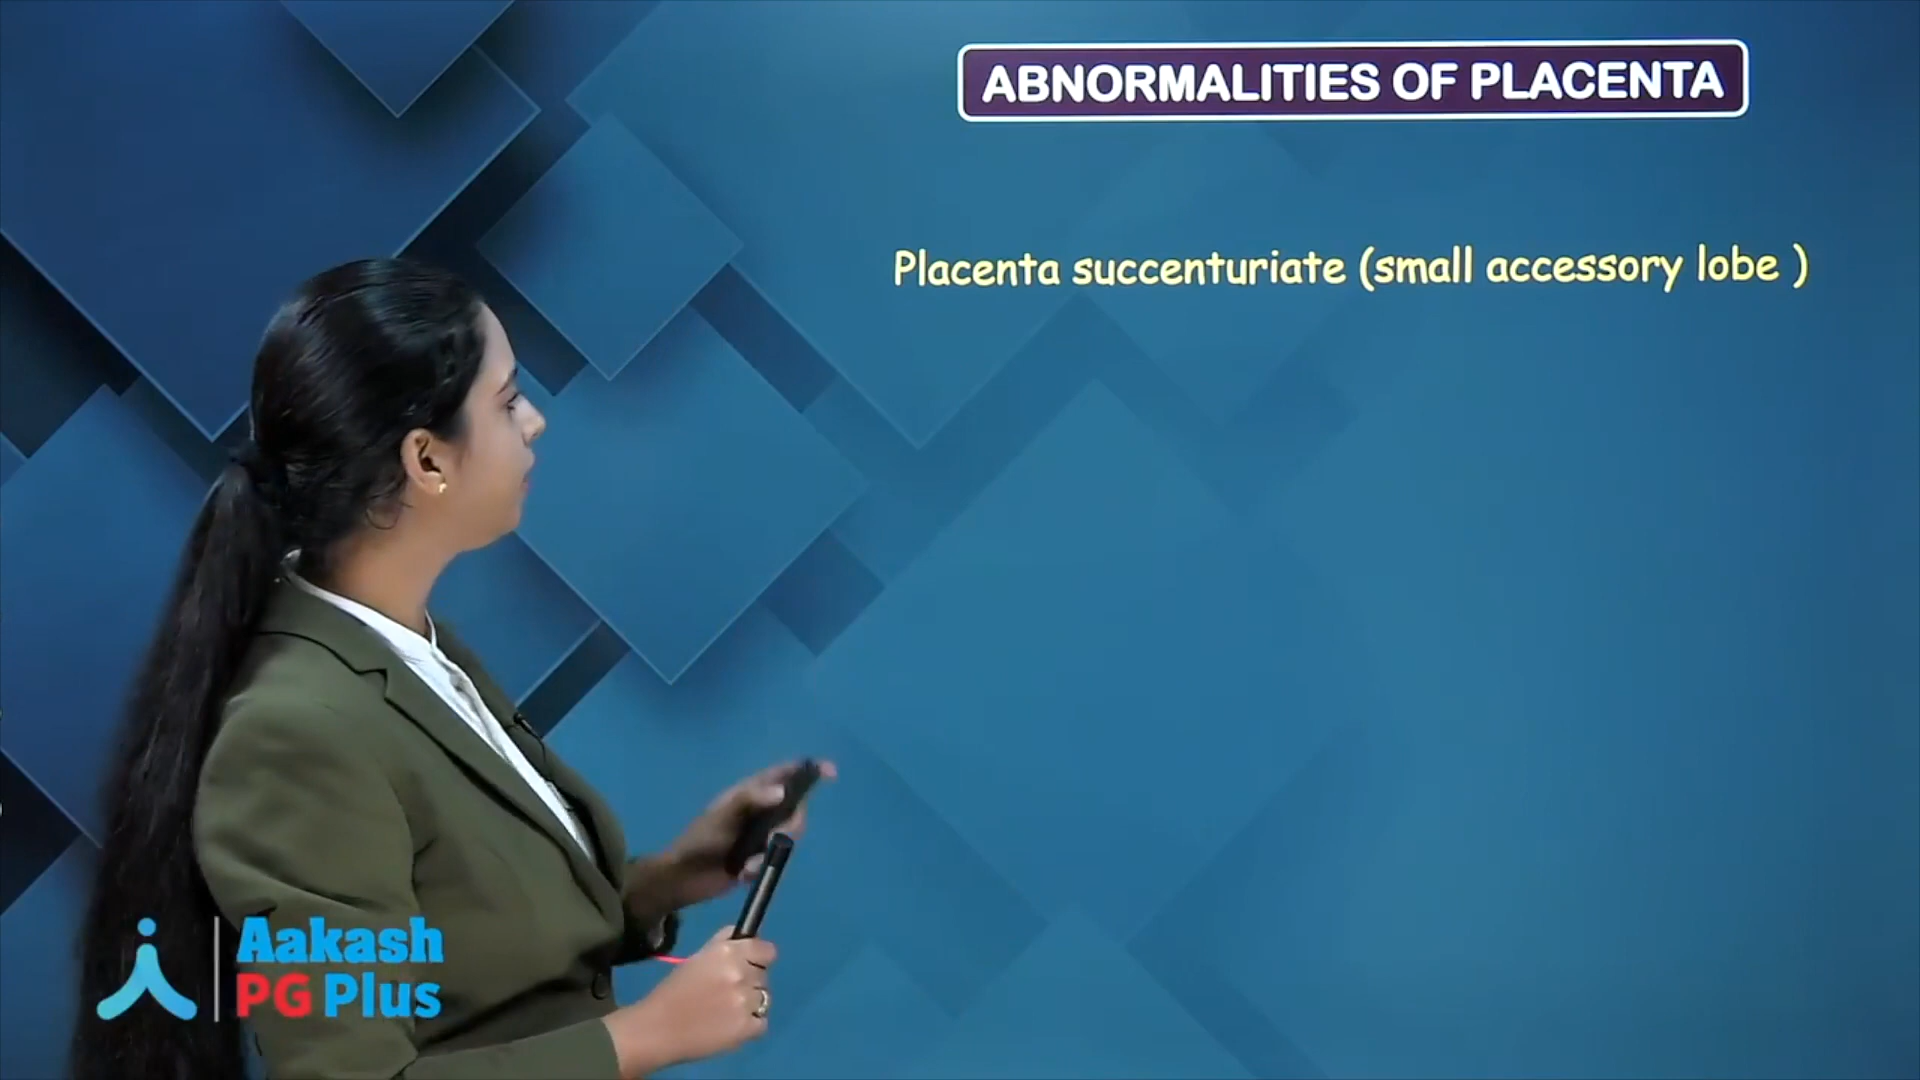 ABNORMALITIES OF PLACENTA
Placenta succenturiate (small accessory lobe )
Aakash
PG Plus